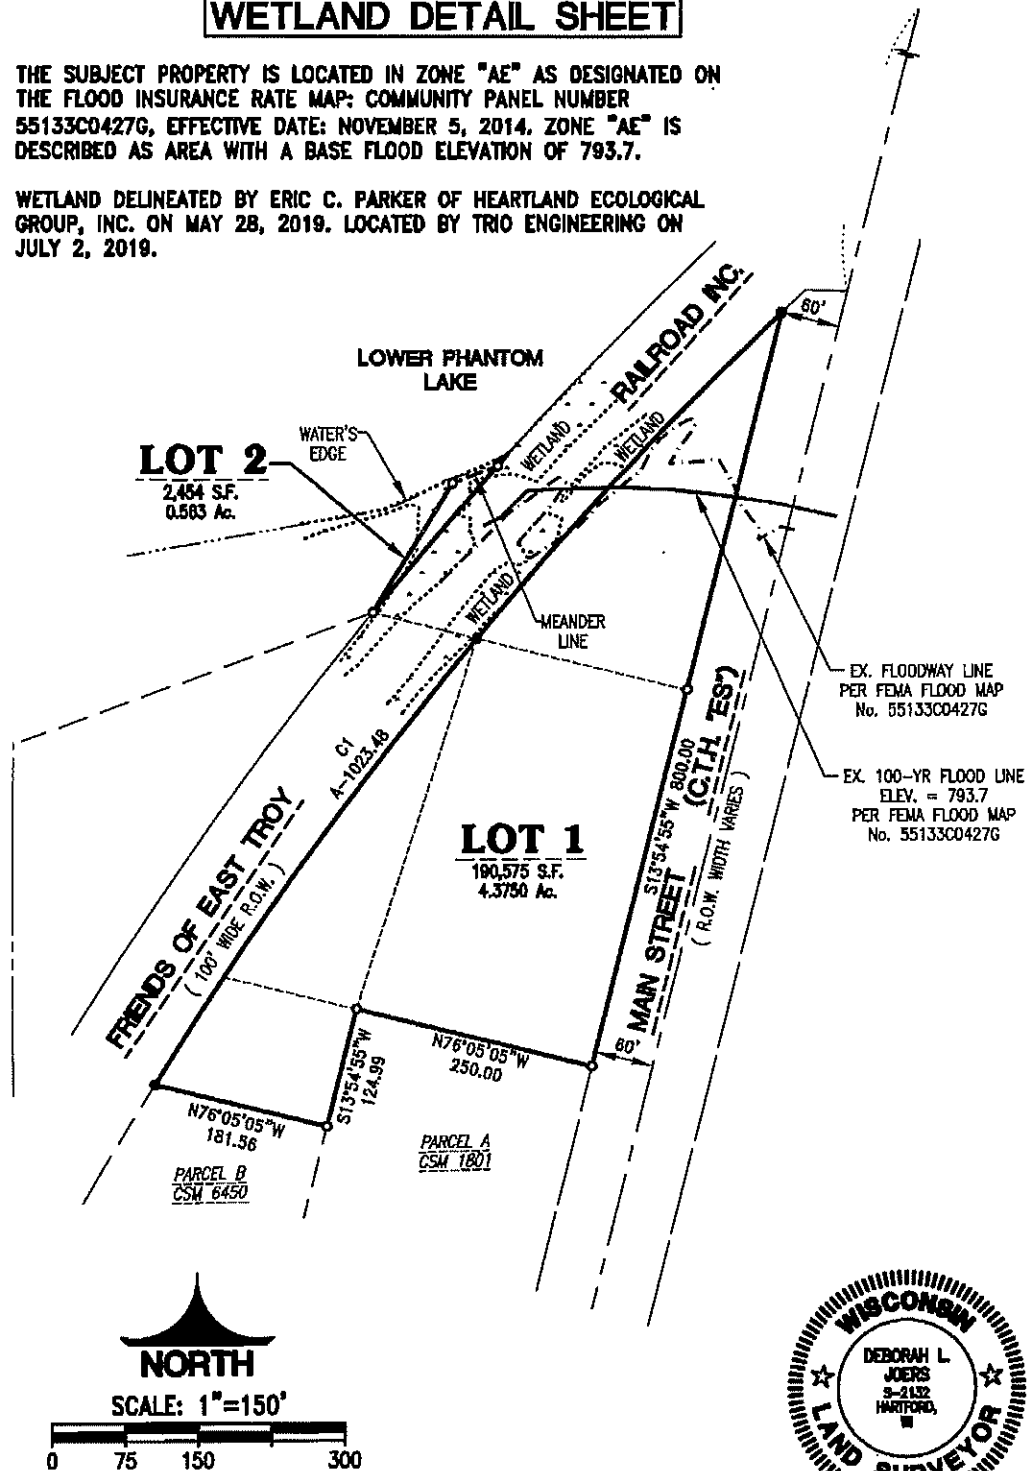 WETLAND DETAIL SHEET
THE SUBJECT PROPERTY IS LOCATED IN ZONE "AE" AS DESIGNATED ON
THE FLOOD INSURANCE RATE MAP: COMMUNITY PANEL NUMBER
55133C0427G, EFFECTIVE DATE: NOVEMBER 5, 2014. ZONE "AE" IS
DESCRIBED AS AREA WITH A BASE FLOOD ELEVATION OF 793.7.
WETLAND DELINEATED BY ERIC C. PARKER OF HEARTLAND ECOLOGICAL
GROUP, INC. ON MAY 28, 2019. LOCATED BY TRIO ENGINEERING ON
JULY 2, 2019.
RAILROAD INC.
60'
LOWER PHANTOM
LAKE
WATER'S
EDGE
LOT 2
2,454 S.F.
0.563 Ac.
WETLAND
WETLAND
WETLAND
MEANDER
LINE
EX. FLOODWAY LINE
PER FEMA FLOOD MAP
No. 55133C0427G
EX. 100-YR FLOOD LINE
ELEV. = 793.7
PER FEMA FLOOD MAP
No. 55133C0427G
C1
A-1023.48
FRIENDS OF EAST TROY
( 100' WIDE R.O.W. )
LOT 1
190,575 S.F.
4.3750 Ac.
S13°54'55"W 800.00
MAIN STREET (C.T.H. "ES")
( R.O.W. WIDTH VARIES )
60'
N76°05'05"W
250.00
S13°54'55"W
124.99
N76°05'05"W
181.56
PARCEL A
CSM 1801
PARCEL B
CSM 6450
NORTH
SCALE: 1"=150'
0 75 150 300
WISCONSIN
DEBORAH L.
JOERS
S-2132
HARTFORD,
WI
LAND SURVEYOR